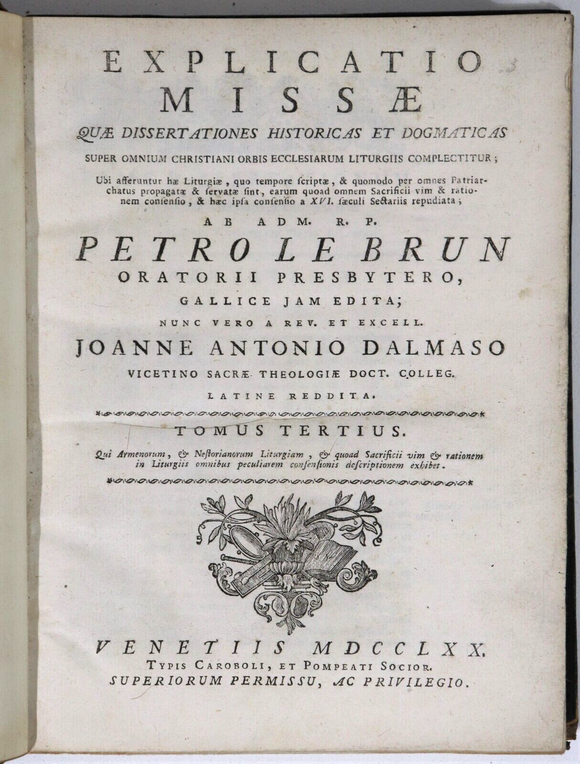 EXPLICATIO
MISSÆ
QUÆ DISSERTATIONES HISTORICAS ET DOGMATICAS
SUPER OMNIUM CHRISTIANI ORBIS ECCLESIARUM LITURGIIS COMPLECTITUR;
Ubi afferuntur hæ Liturgiæ, quo tempore ſcriptæ, & quomodo per omnes Patriar-
chatus propagatæ & ſervatæ ſint, earum quoad omnem Sacrificii vim & ratio-
nem conſenſio, & hæc ipſa conſenſio a XVI. ſæculi Sectariis repudiata;
AB ADM. R. P.
PETRO LE BRUN
ORATORII PRESBYTERO,
GALLICE JAM EDITA;
NUNC VERO A REV. ET EXCELL.
JOANNE ANTONIO DALMASO
VICETINO SACRÆ THEOLOGIÆ DOCT. COLLEG.
LATINE REDDITA.
TOMUS TERTIUS.
Qui Armenorum, & Neſtorianorum Liturgiam, & quoad Sacrificii vim & rationem
in Liturgiis omnibus peculiarem conſenſionis deſcriptionem exhibet.
VENETIIS MDCCLXX.
TYPIS CAROBOLI, ET POMPEATI SOCIOR.
SUPERIORUM PERMISSU, AC PRIVILEGIO.